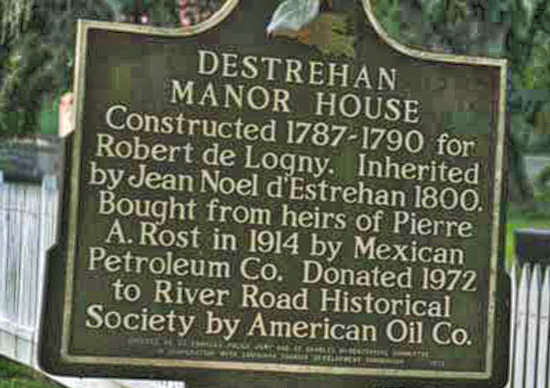 DESTREHAN
MANOR HOUSE
Constructed 1787-1790 for
Robert de Logny. Inherited
by Jean Noel d'Estrehan 1800.
Bought from heirs of Pierre
A. Rost in 1914 by Mexican
Petroleum Co. Donated 1972
to River Road Historical
Society by American Oil Co.